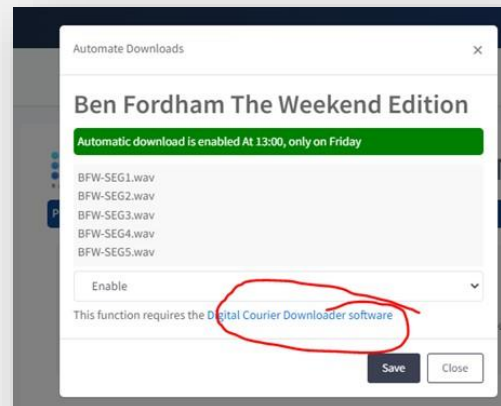 Automate Downloads
×
Ben Fordham The Weekend Edition
Automatic download is enabled At 13:00, only on Friday
BFW-SEG1.wav
BFW-SEG2.wav
BFW-SEG3.wav
BFW-SEG4.wav
BFW-SEG5.wav
Enable
This function requires the Digital Courier Downloader software
Save Close